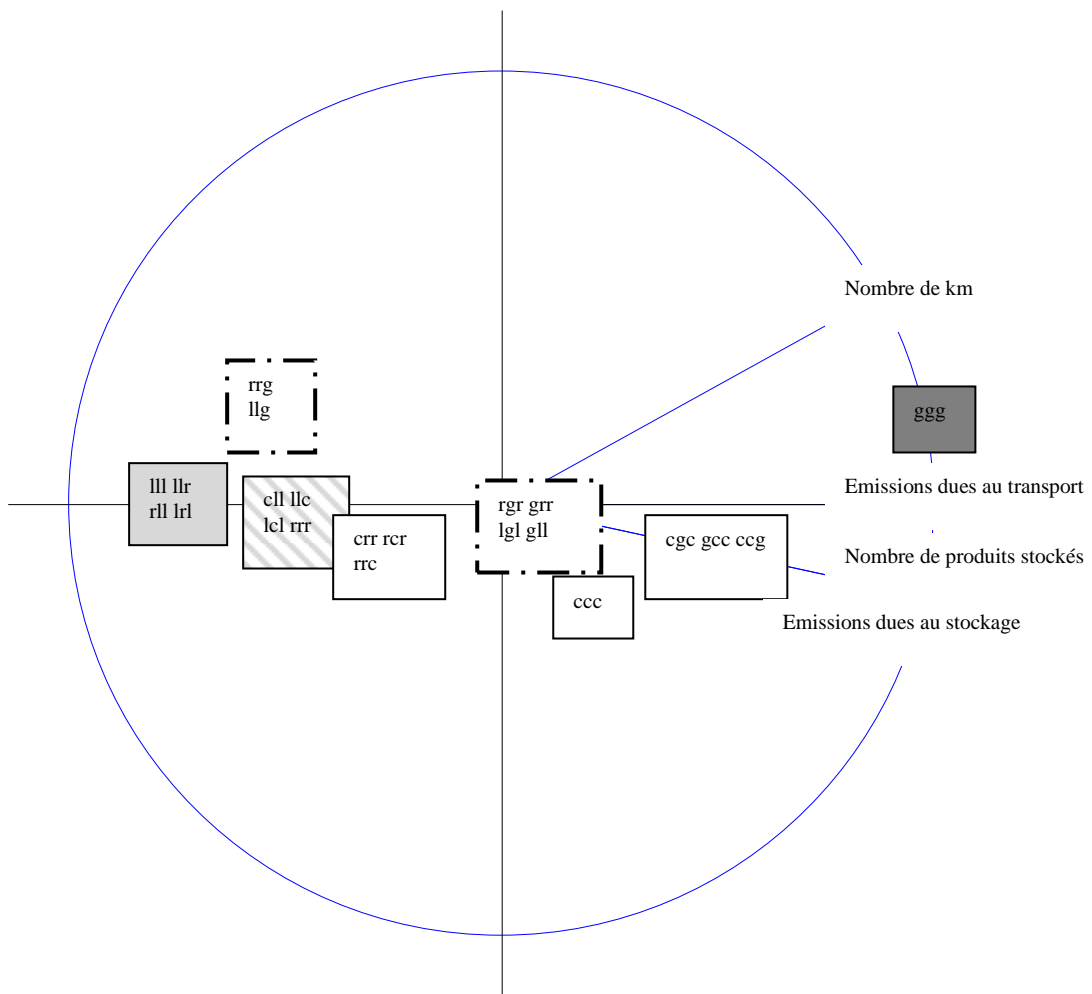 Nombre de km
rrg
llg
ggg
lll llr
rll lrl
cll llc
lcl rrr
rgr grr
lgl gll
Emissions dues au transport
crr rcr
rrc
cgc gcc ccg
Nombre de produits stockés
ccc
Emissions dues au stockage